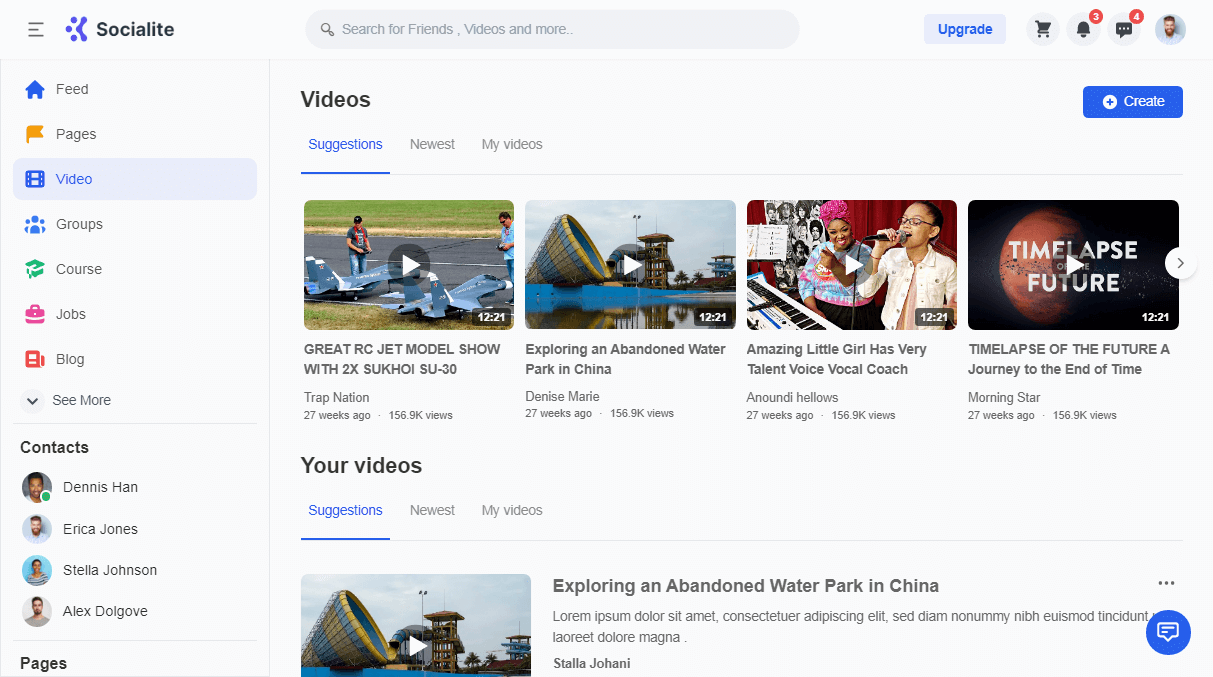 Socialite
Search for Friends , Videos and more..
Upgrade
3
4
Feed
Pages
Video
Groups
Course
Jobs
Blog
See More
Contacts
Dennis Han
Erica Jones
Stella Johnson
Alex Dolgove
Pages
Videos
Create
Suggestions Newest My videos
12:21
GREAT RC JET MODEL SHOW
WITH 2X SUKHOI SU-30
Trap Nation
27 weeks ago · 156.9K views
12:21
Exploring an Abandoned Water
Park in China
Denise Marie
27 weeks ago · 156.9K views
12:21
Amazing Little Girl Has Very
Talent Voice Vocal Coach
Anoundi hellows
27 weeks ago · 156.9K views
TIMELAPSE
OF THE
FUTURE
12:21
TIMELAPSE OF THE FUTURE A
Journey to the End of Time
Morning Star
27 weeks ago · 156.9K views
Your videos
Suggestions Newest My videos
Exploring an Abandoned Water Park in China
Lorem ipsum dolor sit amet, consectetuer adipiscing elit, sed diam nonummy nibh euismod tincidunt
laoreet dolore magna .
Stalla Johani